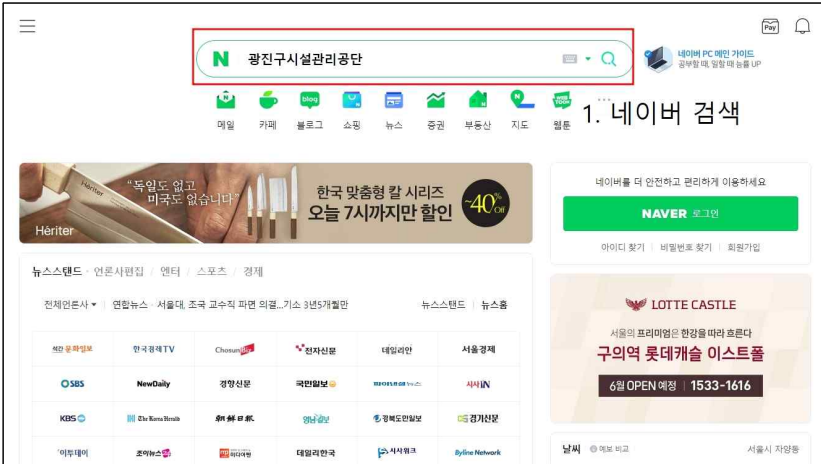 Pay
N 광진구시설관리공단
네이버 PC 메인 가이드
공부할 때, 일할 때 능률 UP
메일 카페 블로그 쇼핑 뉴스 증권 부동산 지도 웹툰
1. 네이버 검색
Hériter
"독일도 없고
미국도 없습니다"
한국 맞춤형 칼 시리즈
오늘 7시까지만 할인
~40% Off
Hériter
네이버를 더 안전하고 편리하게 이용하세요
NAVER 로그인
아이디 찾기 비밀번호 찾기 회원가입
뉴스스탠드 · 언론사편집 / 엔터 / 스포츠 / 경제
전체언론사 연합뉴스 · 서울대, 조국 교수직 파면 의결...기소 3년5개월만 뉴스스탠드 뉴스홈
LOTTE CASTLE
서울의 프리미엄은 한강을 따라 흐른다
구의역 롯데캐슬 이스트폴
6월 OPEN 예정 | 1533-1616
한국경제TV ChosunBiz 전자신문 데일리안 서울경제
SBS NewDaily 경향신문 국민일보 시사iN
KBS The Korea Herald 朝鮮日報 영남일보 경북도민일보 경기신문
이투데이 조이뉴스24 미디어펜 데일리한국 시사위크 Byline Network
날씨 예보 비교 서울시 자양동